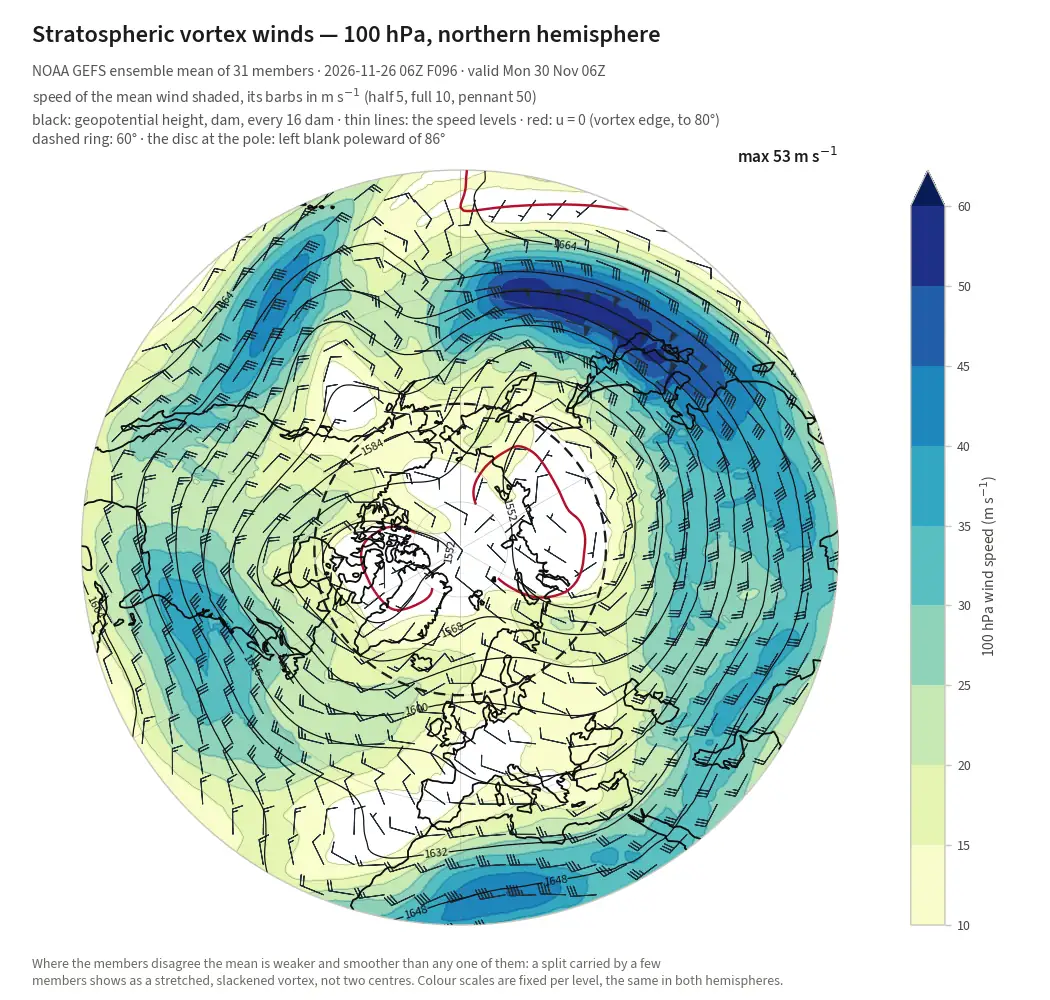 Stratospheric vortex winds — 100 hPa, northern hemisphere
NOAA GEFS ensemble mean of 31 members · 2026-11-26 06Z F096 · valid Mon 30 Nov 06Z
speed of the mean wind shaded, its barbs in m s⁻¹ (half 5, full 10, pennant 50)
black: geopotential height, dam, every 16 dam · thin lines: the speed levels · red: u = 0 (vortex edge, to 80°)
dashed ring: 60° · the disc at the pole: left blank poleward of 86°
max 53 m s⁻¹
1664
1664
1584
1552
1552
1568
1616
1600
1632
1648
1648
60
50
45
40
35
30
25
20
15
10
100 hPa wind speed (m s⁻¹)
Where the members disagree the mean is weaker and smoother than any one of them: a split carried by a few
members shows as a stretched, slackened vortex, not two centres. Colour scales are fixed per level, the same in both hemispheres.